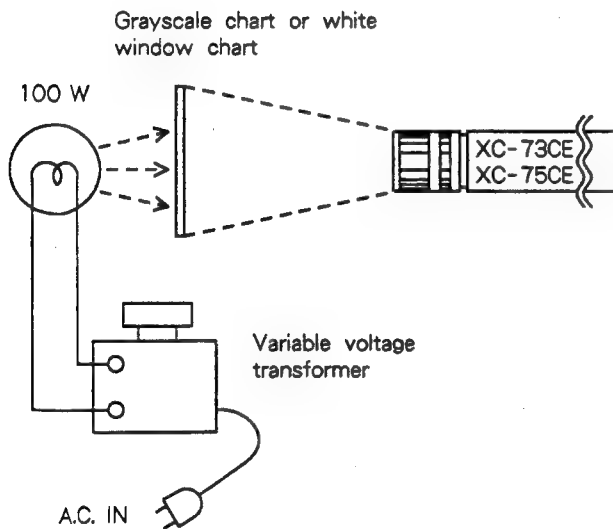 Grayscale chart or white
window chart
100 W
XC-73CE
XC-75CE
Variable voltage
transformer
A.C. IN